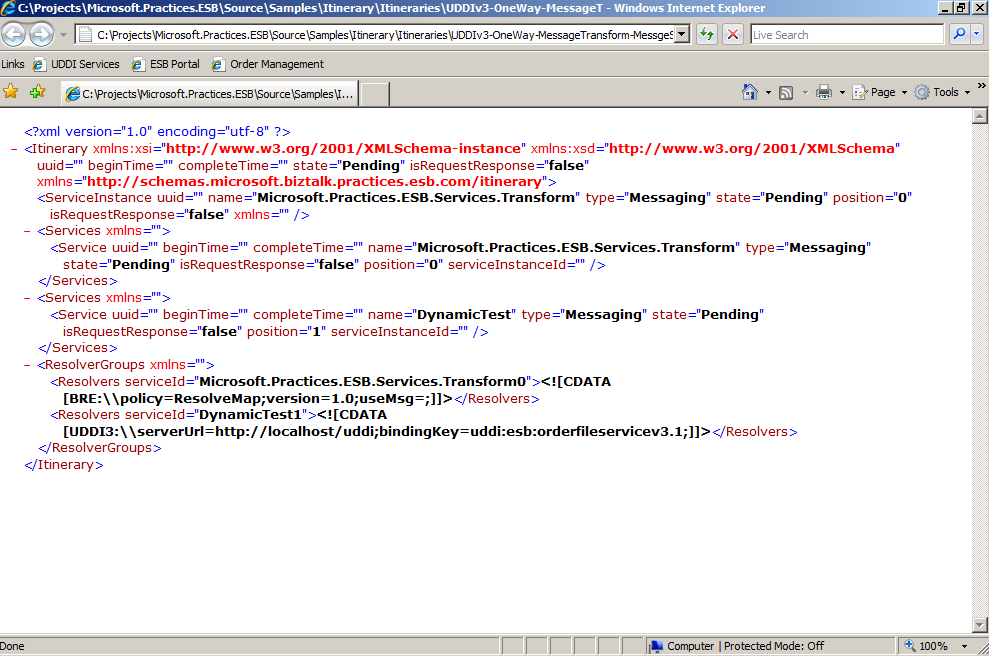 C:\Projects\Microsoft.Practices.ESB\Source\Samples\Itinerary\Itineraries\UDDIv3-OneWay-MessageT - Windows Internet Explorer
C:\Projects\Microsoft.Practices.ESB\Source\Samples\Itinerary\Itineraries\UDDIv3-OneWay-MessageTransform-MessgeS
Live Search
Links UDDI Services ESB Portal Order Management
C:\Projects\Microsoft.Practices.ESB\Source\Samples\I...
Page Tools »
<?xml version="1.0" encoding="utf-8" ?>
- <Itinerary xmlns:xsi="http://www.w3.org/2001/XMLSchema-instance" xmlns:xsd="http://www.w3.org/2001/XMLSchema"
uuid="" beginTime="" completeTime="" state="Pending" isRequestResponse="false"
xmlns="http://schemas.microsoft.biztalk.practices.esb.com/itinerary">
<ServiceInstance uuid="" name="Microsoft.Practices.ESB.Services.Transform" type="Messaging" state="Pending" position="0"
isRequestResponse="false" xmlns="" />
- <Services xmlns="">
<Service uuid="" beginTime="" completeTime="" name="Microsoft.Practices.ESB.Services.Transform" type="Messaging"
state="Pending" isRequestResponse="false" position="0" serviceInstanceId="" />
</Services>
- <Services xmlns="">
<Service uuid="" beginTime="" completeTime="" name="DynamicTest" type="Messaging" state="Pending"
isRequestResponse="false" position="1" serviceInstanceId="" />
</Services>
- <ResolverGroups xmlns="">
<Resolvers serviceId="Microsoft.Practices.ESB.Services.Transform0"><![CDATA
[BRE:\\policy=ResolveMap;version=1.0;useMsg=;]]></Resolvers>
<Resolvers serviceId="DynamicTest1"><![CDATA
[UDDI3:\\serverUrl=http://localhost/uddi;bindingKey=uddi:esb:orderfileservicev3.1;]]></Resolvers>
</ResolverGroups>
</Itinerary>
Done
Computer | Protected Mode: Off
100%